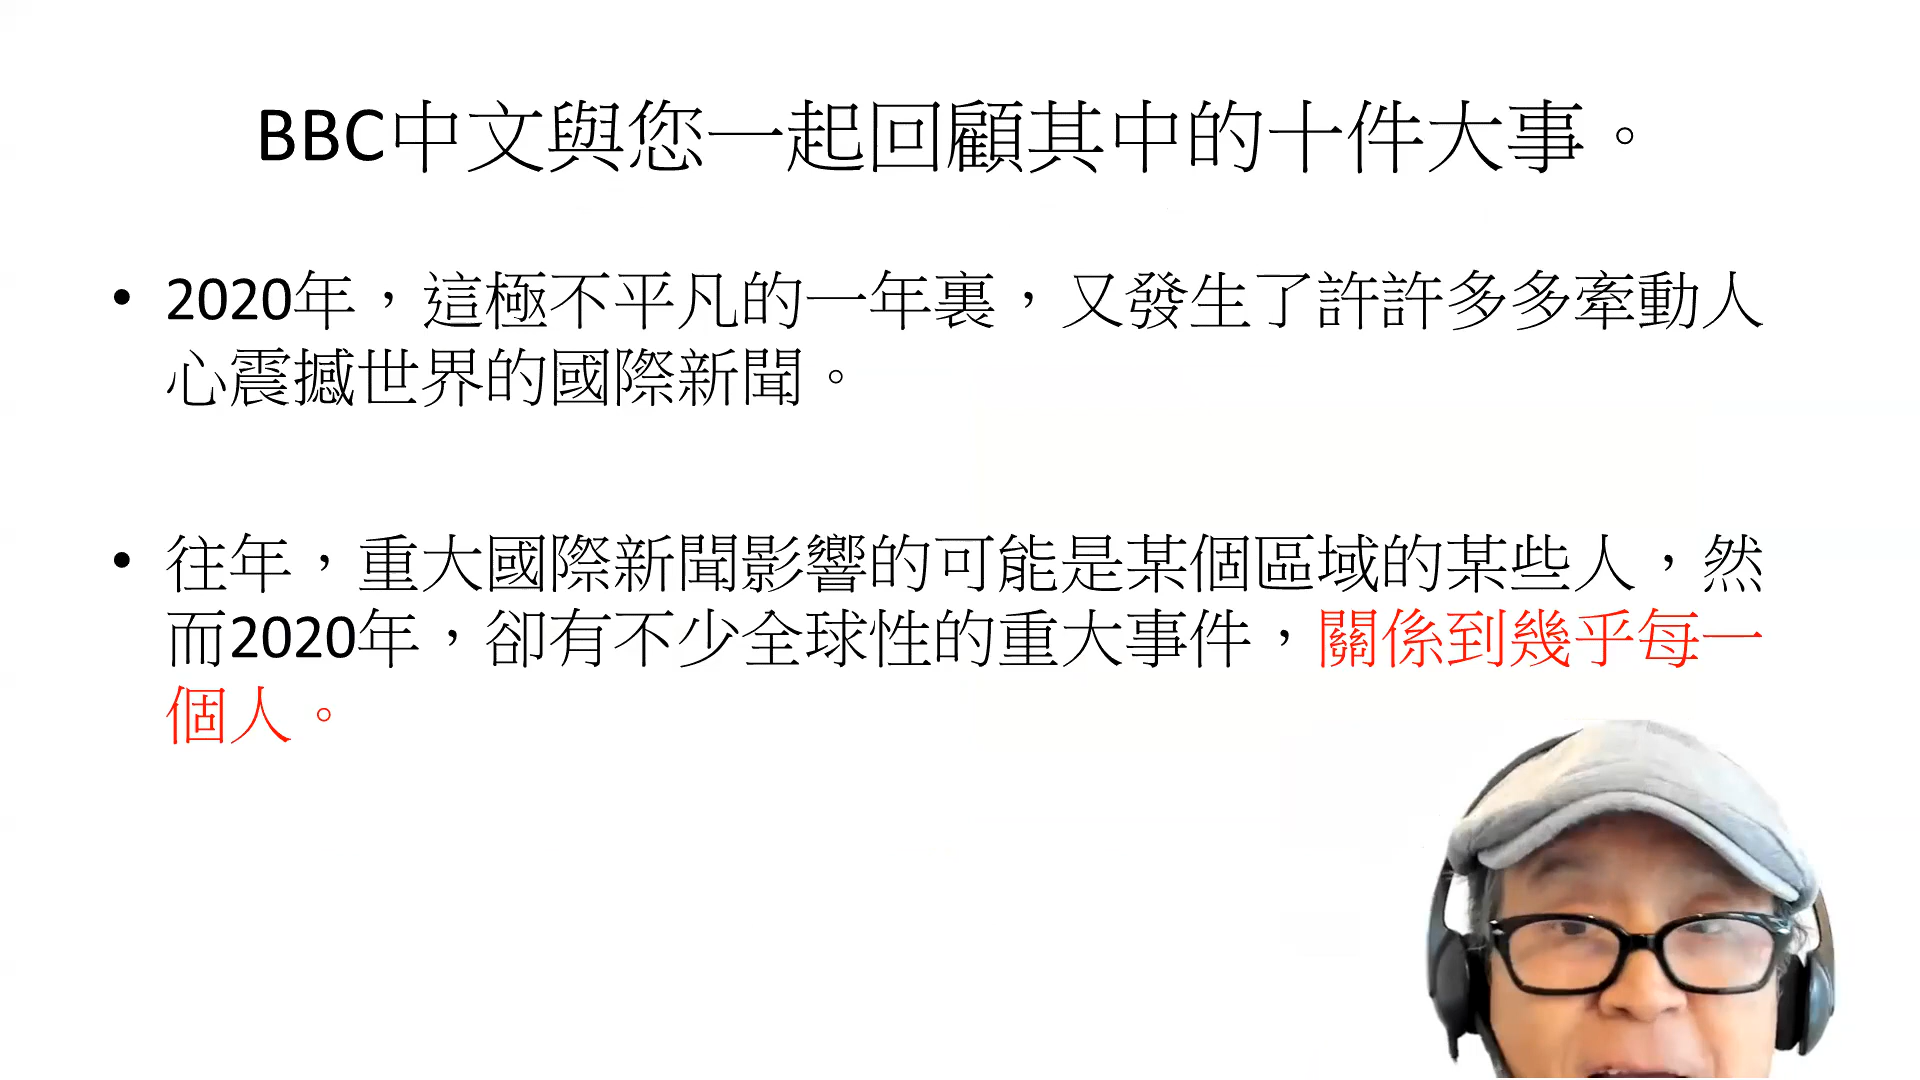 BBC中文與您一起回顧其中的十件大事。
• 2020年，這極不平凡的一年裏，又發生了許許多多牽動人
心震撼世界的國際新聞。
• 往年，重大國際新聞影響的可能是某個區域的某些人，然
而2020年，卻有不少全球性的重大事件，關係到幾乎每一
個人。